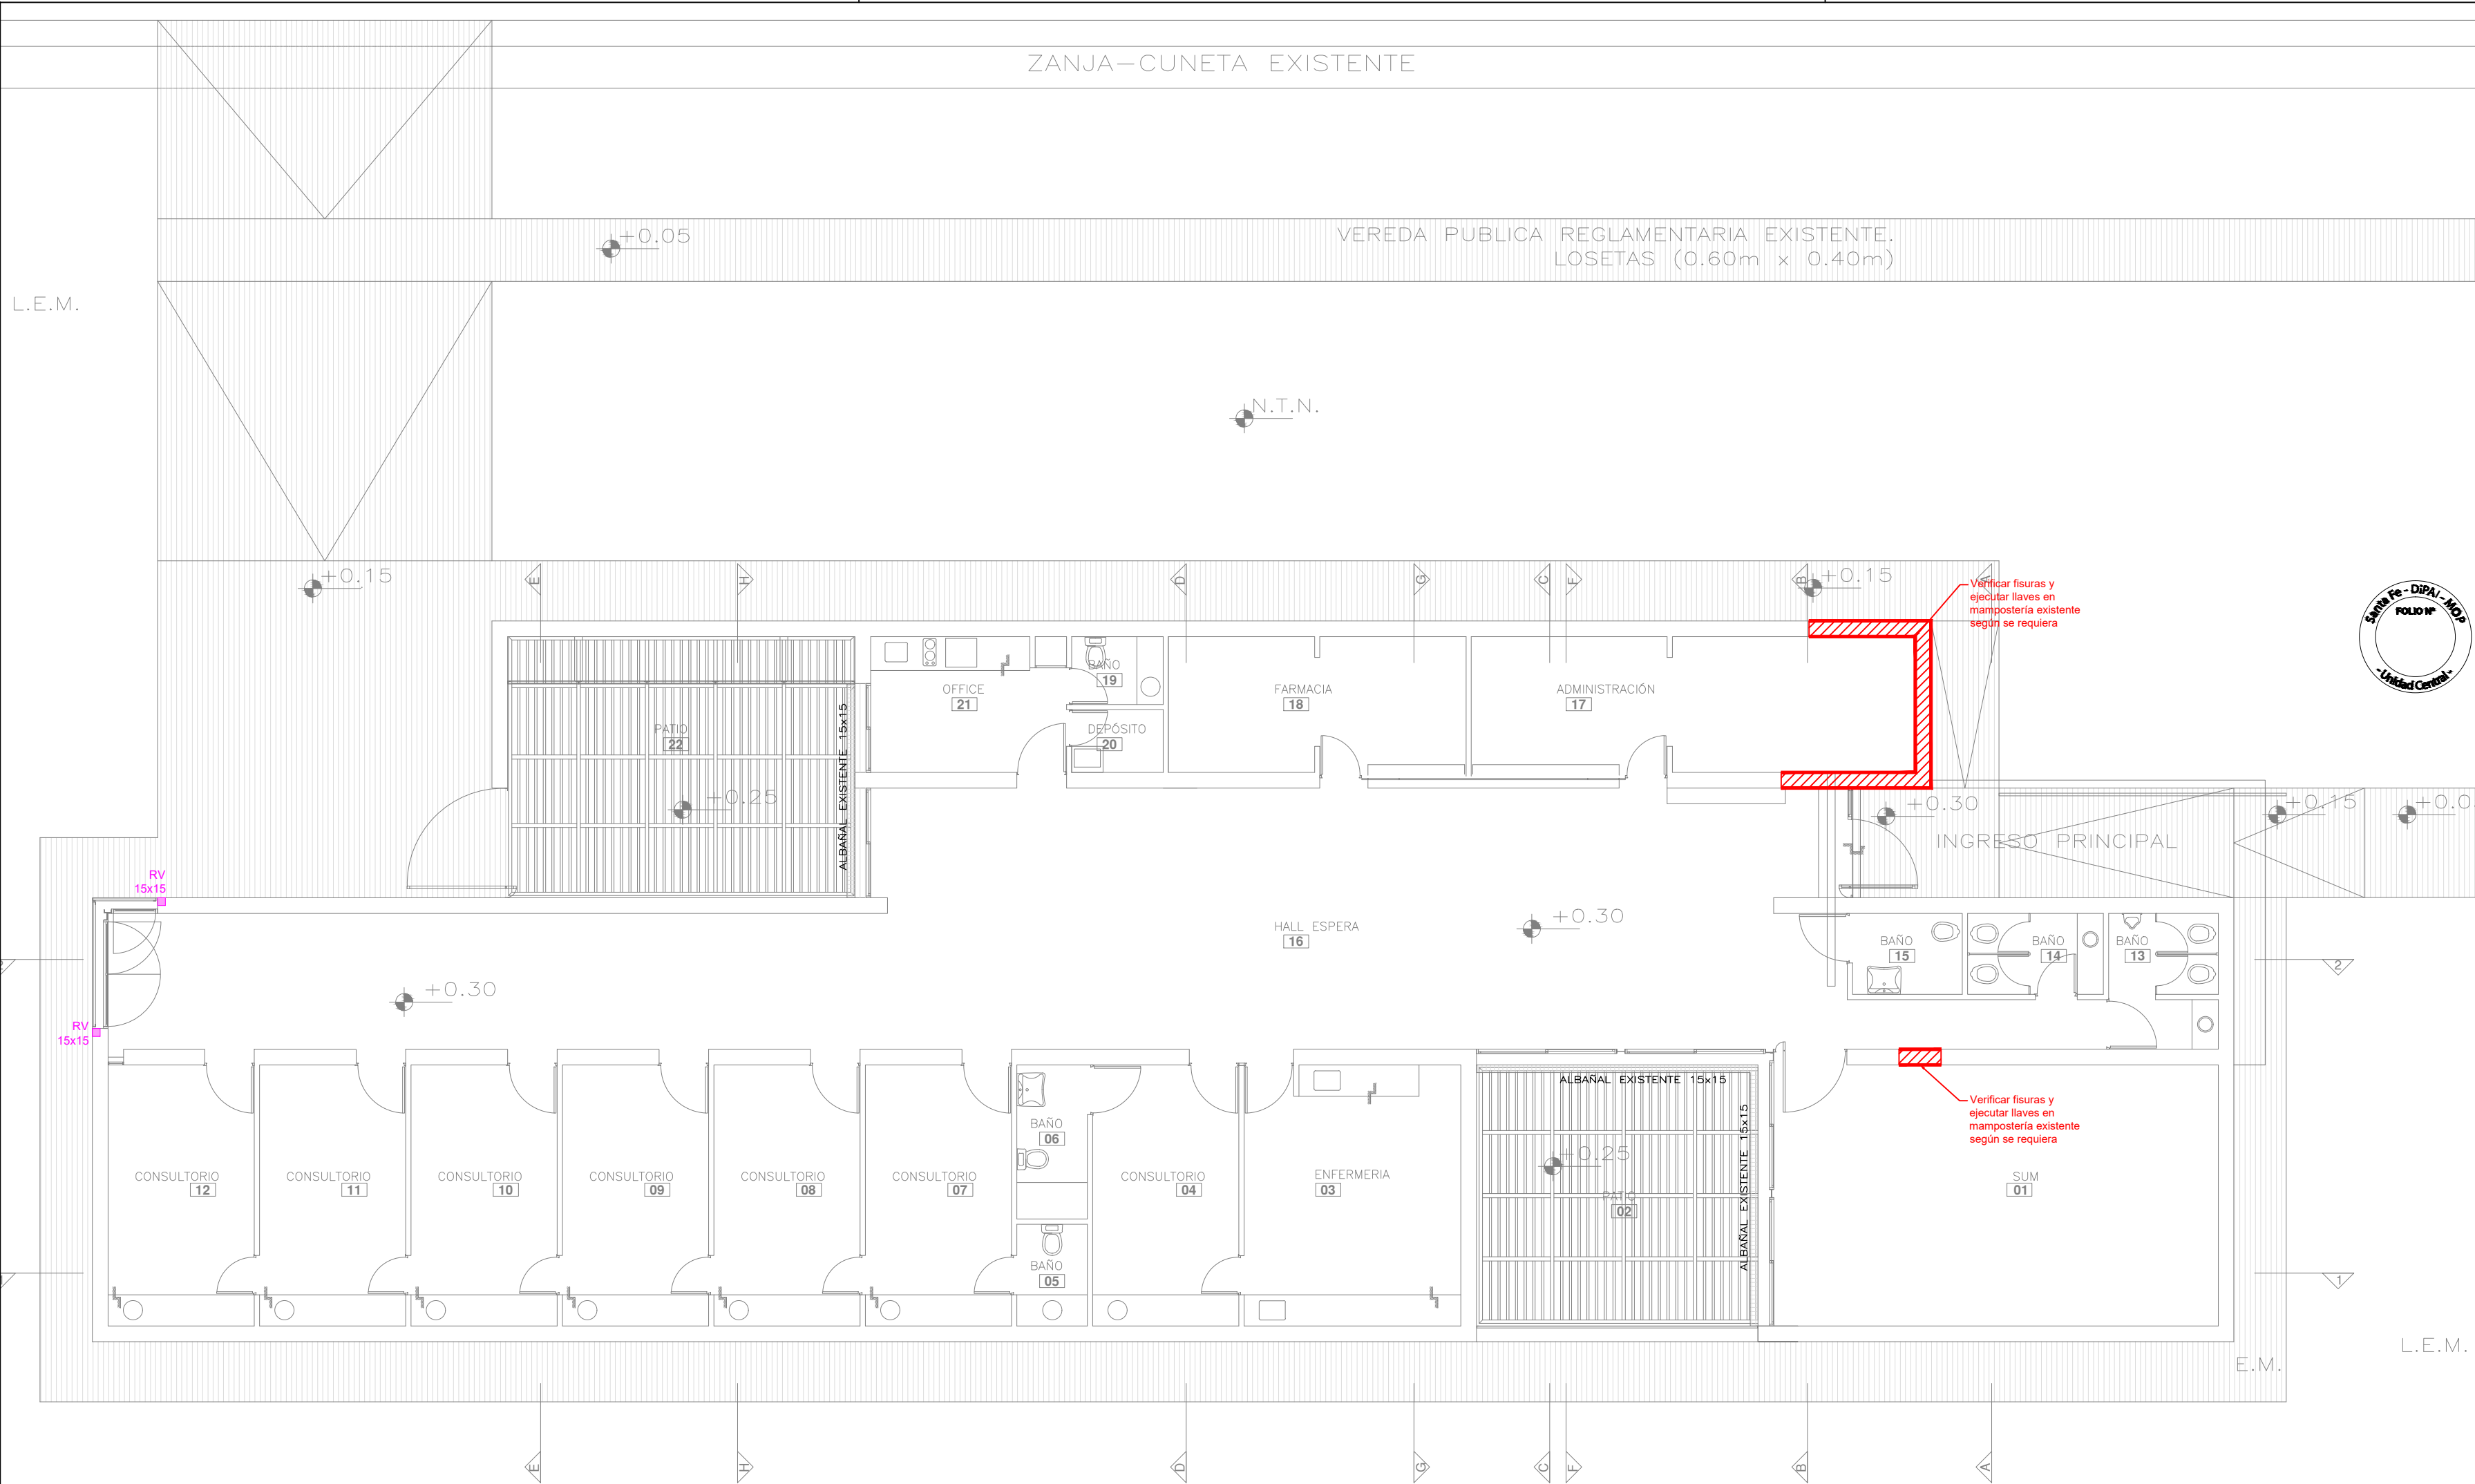 ZANJA-CUNETA EXISTENTE
+0.05
VEREDA PUBLICA REGLAMENTARIA EXISTENTE.
LOSETAS (0.60m x 0.40m)
L.E.M.
N.T.N.
+0.15
E
H
D
G
C
F
B
+0.15
A
Verificar fisuras y
ejecutar llaves en
mampostería existente
según se requiera
Santa Fe - DiPAI - MOP
FOLIO Nº
- Unidad Central -
OFFICE
21
BAÑO
19
FARMACIA
18
ADMINISTRACIÓN
17
PATIO
22
DEPÓSITO
20
ALBAÑAL EXISTENTE 15x15
+0.25
+0.30
+0.15
INGRESO PRINCIPAL
RV
15x15
HALL ESPERA
16
+0.30
BAÑO
15
BAÑO
14
BAÑO
13
2
+0.30
RV
15x15
ALBAÑAL EXISTENTE 15x15
ALBAÑAL EXISTENTE 15x15
Verificar fisuras y
ejecutar llaves en
mampostería existente
según se requiera
BAÑO
06
CONSULTORIO
12
CONSULTORIO
11
CONSULTORIO
10
CONSULTORIO
09
CONSULTORIO
08
CONSULTORIO
07
CONSULTORIO
04
ENFERMERIA
03
+0.25
PATIO
02
SUM
01
BAÑO
05
1
L.E.M.
E.M.
E
H
D
G
C
F
B
A